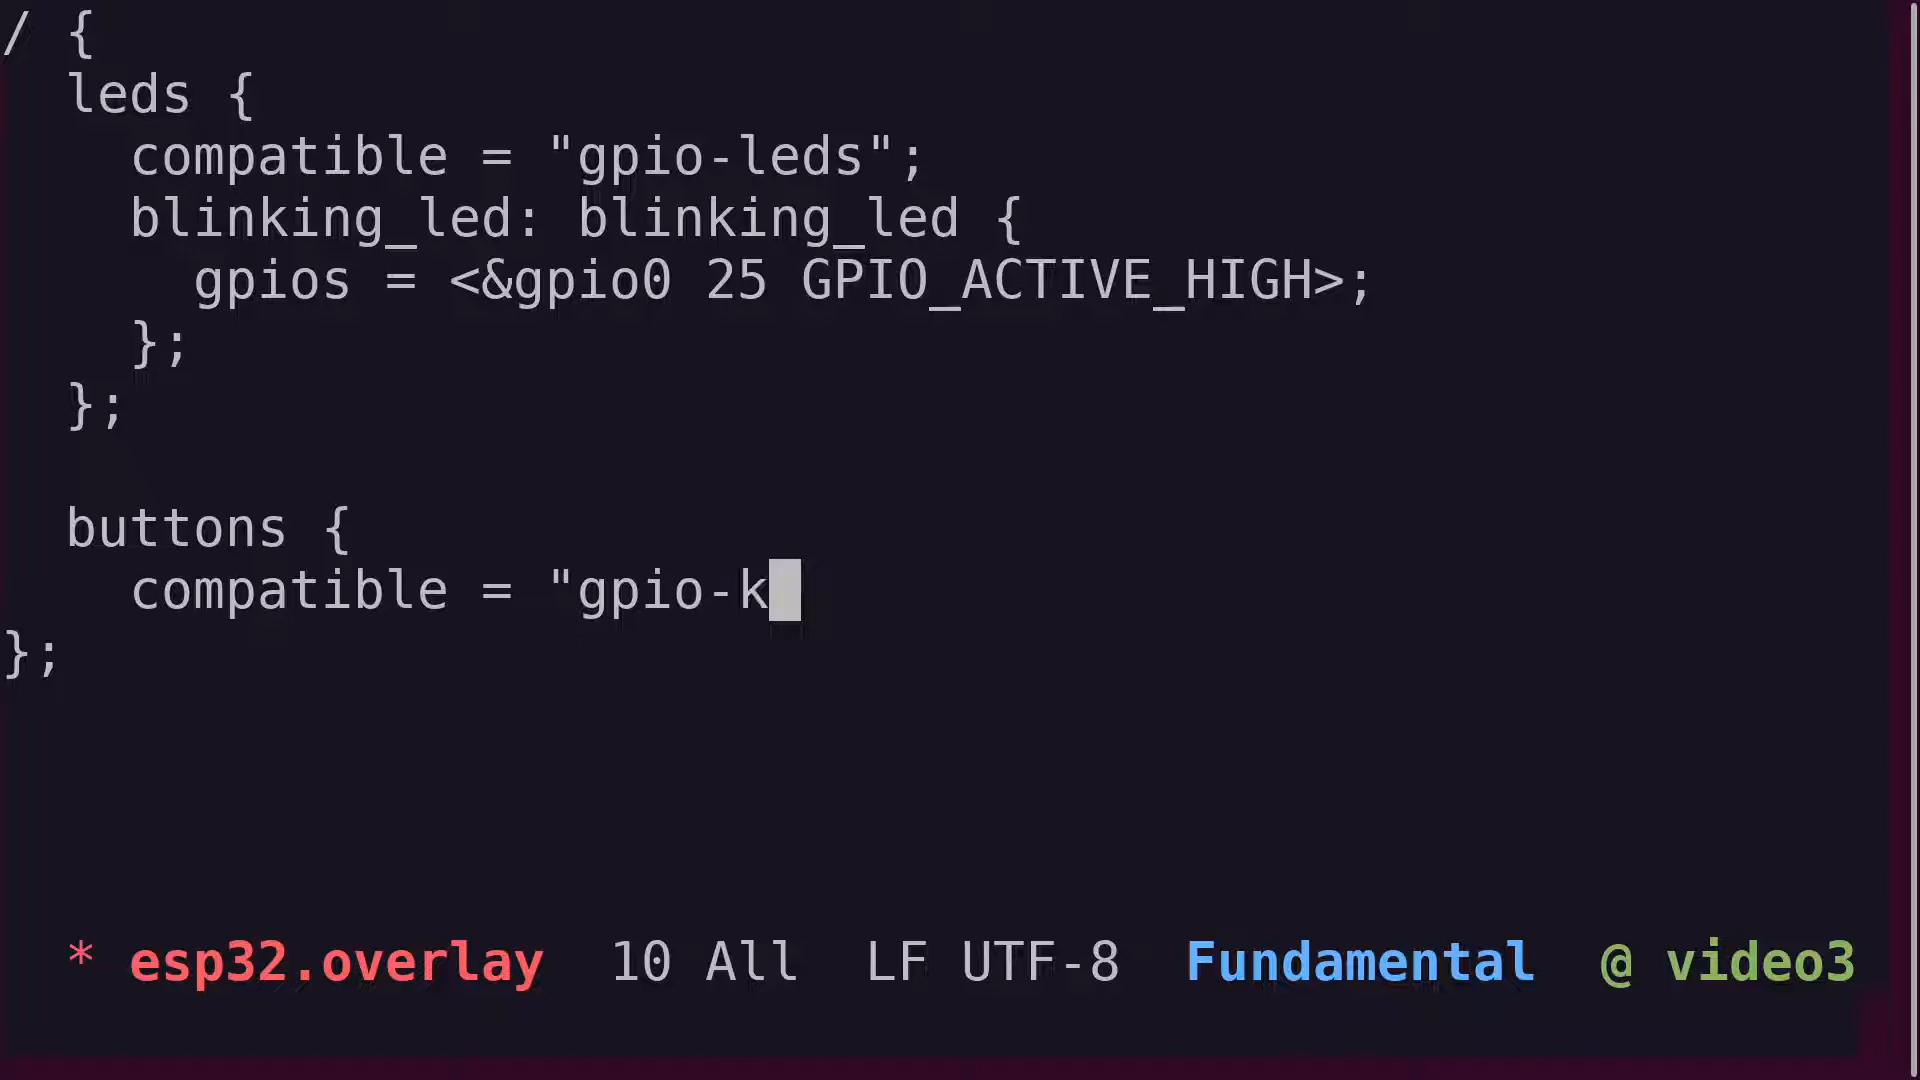 / {
  leds {
    compatible = "gpio-leds";
    blinking_led: blinking_led {
      gpios = <&gpio0 25 GPIO_ACTIVE_HIGH>;
    };
  };

  buttons {
    compatible = "gpio-k
};
* esp32.overlay  10 All  LF UTF-8  Fundamental  @ video3